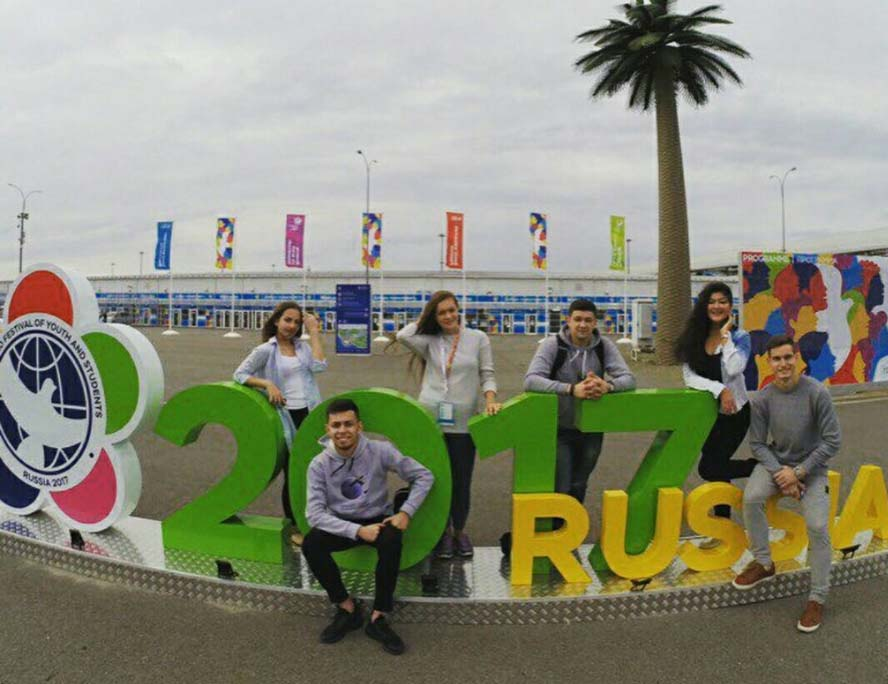 FESTIVAL OF YOUTH AND STUDENTS
RUSSIA 2017
2017
RUSSIA
PROGRAMME